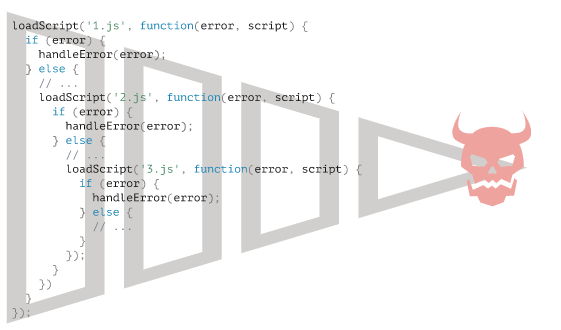 loadScript('1.js', function(error, script) {
  if (error) {
    handleError(error);
  } else {
    // ...
    loadScript('2.js', function(error, script) {
      if (error) {
        handleError(error);
      } else {
        // ...
        loadScript('3.js', function(error, script) {
          if (error) {
            handleError(error);
          } else {
            // ...
          }
        });
      }
    })
  }
});